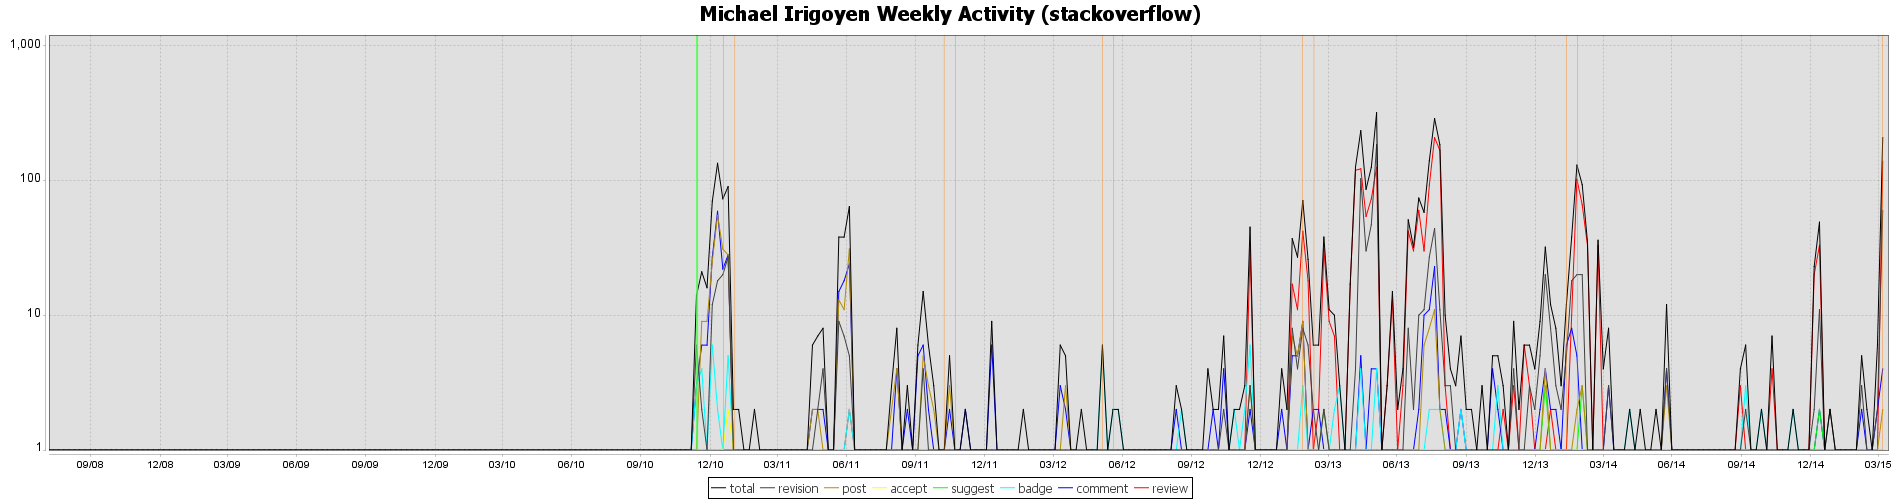 Michael Irigoyen Weekly Activity (stackoverflow)
1,000
100
10
1
09/08 12/08 03/09 06/09 09/09 12/09 03/10 06/10 09/10 12/10 03/11 06/11 09/11 12/11 03/12 06/12 09/12 12/12 03/13 06/13 09/13 12/13 03/14 06/14 09/14 12/14 03/15
total revision post accept suggest badge comment review